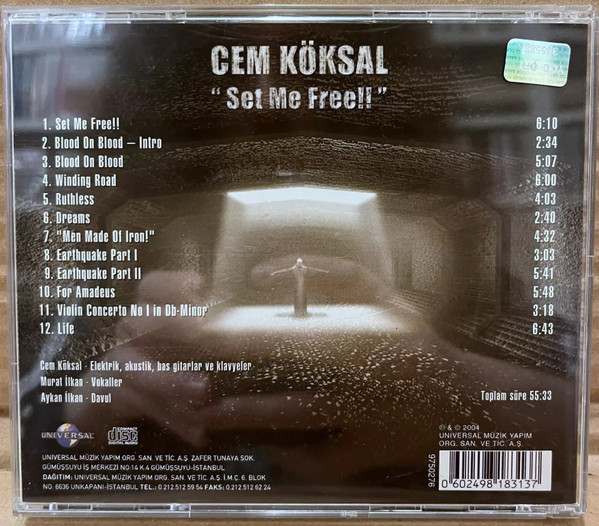 CEM KÖKSAL
“ Set Me Free!! ”
1. Set Me Free!! 6:10
2. Blood On Blood – Intro 2:34
3. Blood On Blood 5:07
4. Winding Road 6:00
5. Ruthless 4:03
6. Dreams 2:40
7. "Men Made Of Iron!" 4:32
8. Earthquake Part I 3:03
9. Earthquake Part II 5:41
10. For Amadeus 5:48
11. Violin Concerto No I in Db-Minor 3:18
12. Life 6:43
Cem Köksal - Elektrik, akustik, bas gitarlar ve klavyeler
Murat İlkan - Vokaller
Aykan İlkan - Davul
Toplam süre 55:33
UNIVERSAL
COMPACT
disc
DIGITAL AUDIO
℗ & © 2004
UNIVERSAL MÜZİK YAPIM
ORG. SAN. VE TİC. A.Ş.
UNIVERSAL MÜZİK YAPIM ORG. SAN. VE TİC. A.Ş. ZAFER TUNAYA SOK.
GÜMÜŞSUYU İŞ MERKEZİ NO:14 K.4 GÜMÜŞSUYU-İSTANBUL
DAĞITIM: UNIVERSAL MÜZİK YAPIM ORG. SAN. VE TİC. A.Ş. İ.M.Ç. 6. BLOK
NO. 6636 UNKAPANI-İSTANBUL TEL.: 0.212.512 59 54 FAKS: 0.212.512 62 24
9750276
0 602498 183137